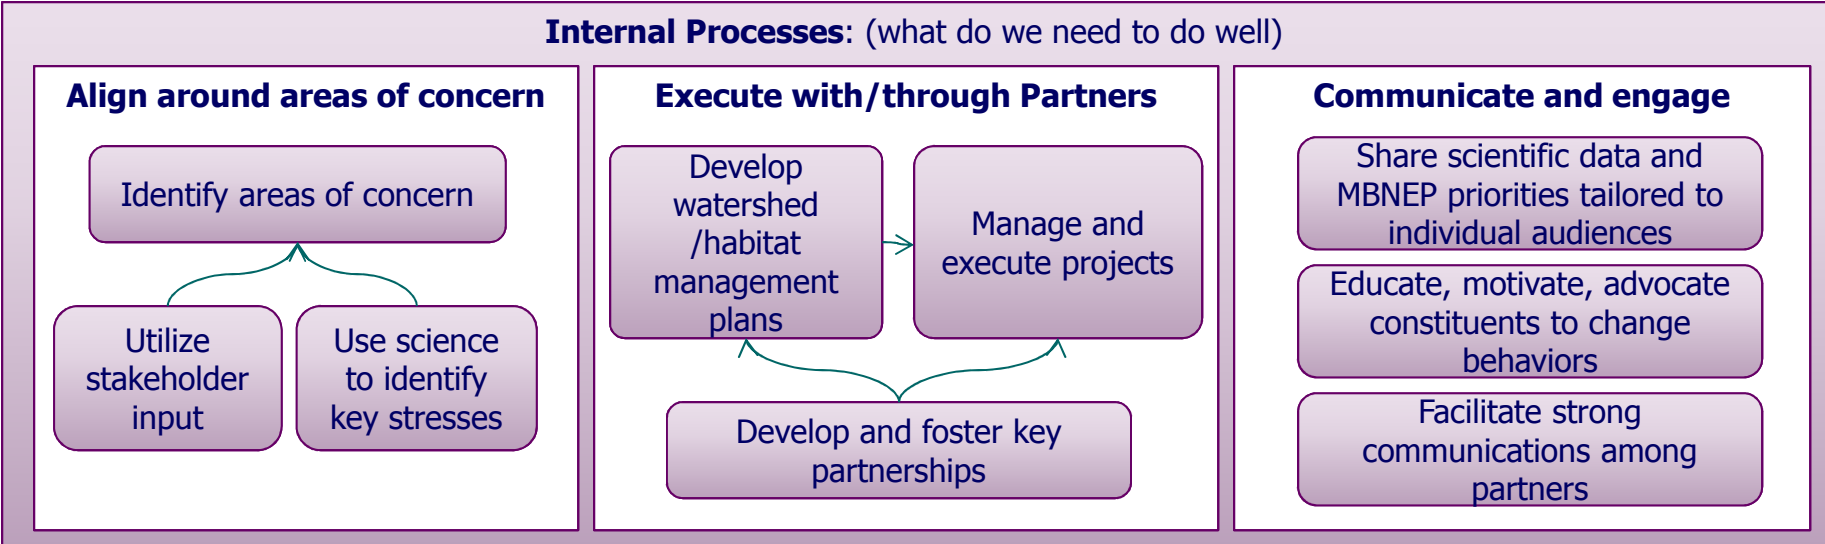 Internal Processes: (what do we need to do well)
Align around areas of concern
Identify areas of concern
Utilize
stakeholder
input
Use science
to identify
key stresses
Execute with/through Partners
Develop
watershed
/habitat
management
plans
Manage and
execute projects
Develop and foster key
partnerships
Communicate and engage
Share scientific data and
MBNEP priorities tailored to
individual audiences
Educate, motivate, advocate
constituents to change
behaviors
Facilitate strong
communications among
partners